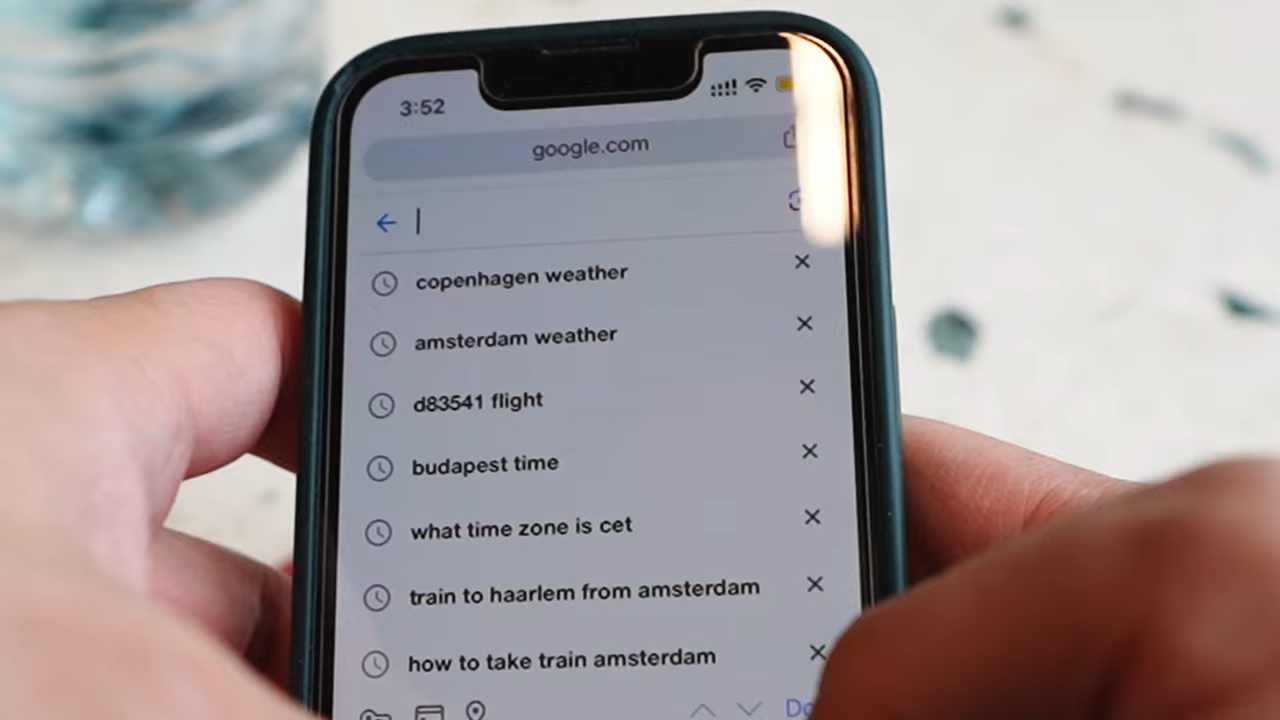 3:52
google.com
copenhagen weather
amsterdam weather
d83541 flight
budapest time
what time zone is cet
train to haarlem from amsterdam
how to take train amsterdam